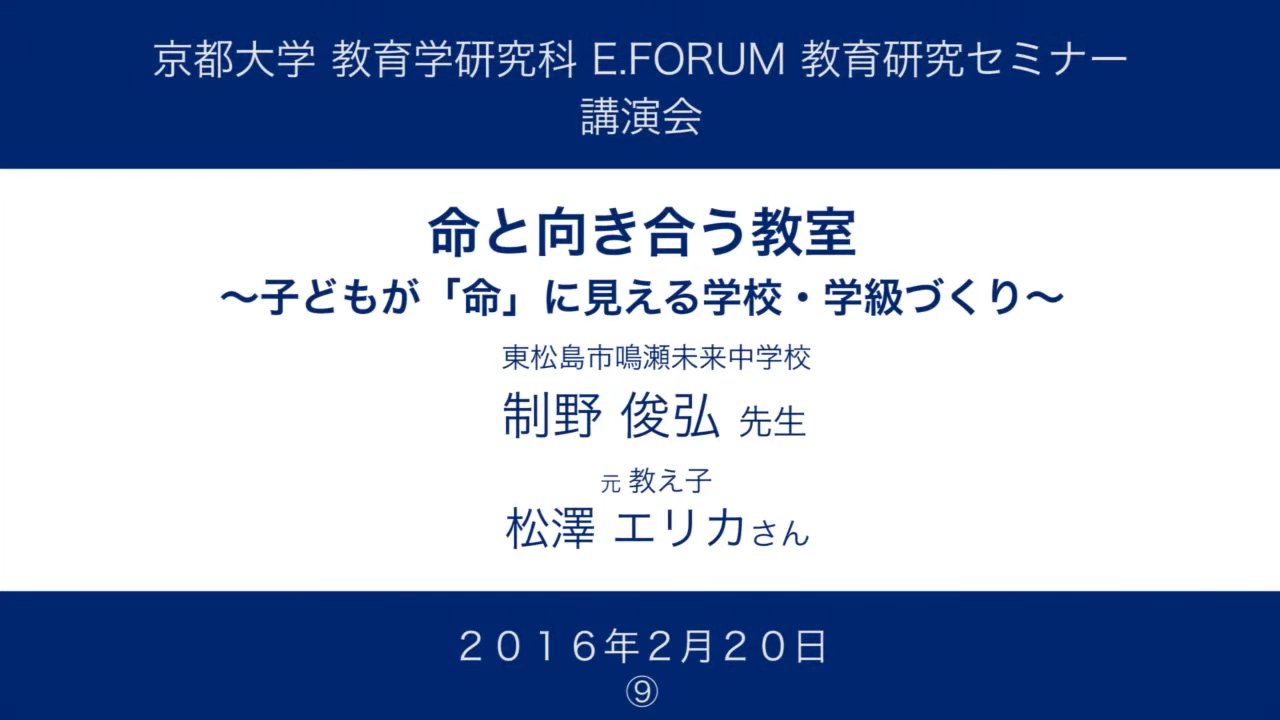 京都大学 教育学研究科 E.FORUM 教育研究セミナー
講演会
命と向き合う教室
～子どもが「命」に見える学校・学級づくり～
東松島市鳴瀬未来中学校
制野 俊弘 先生
元 教え子
松澤 エリカさん
２０１６年２月２０日
⑨